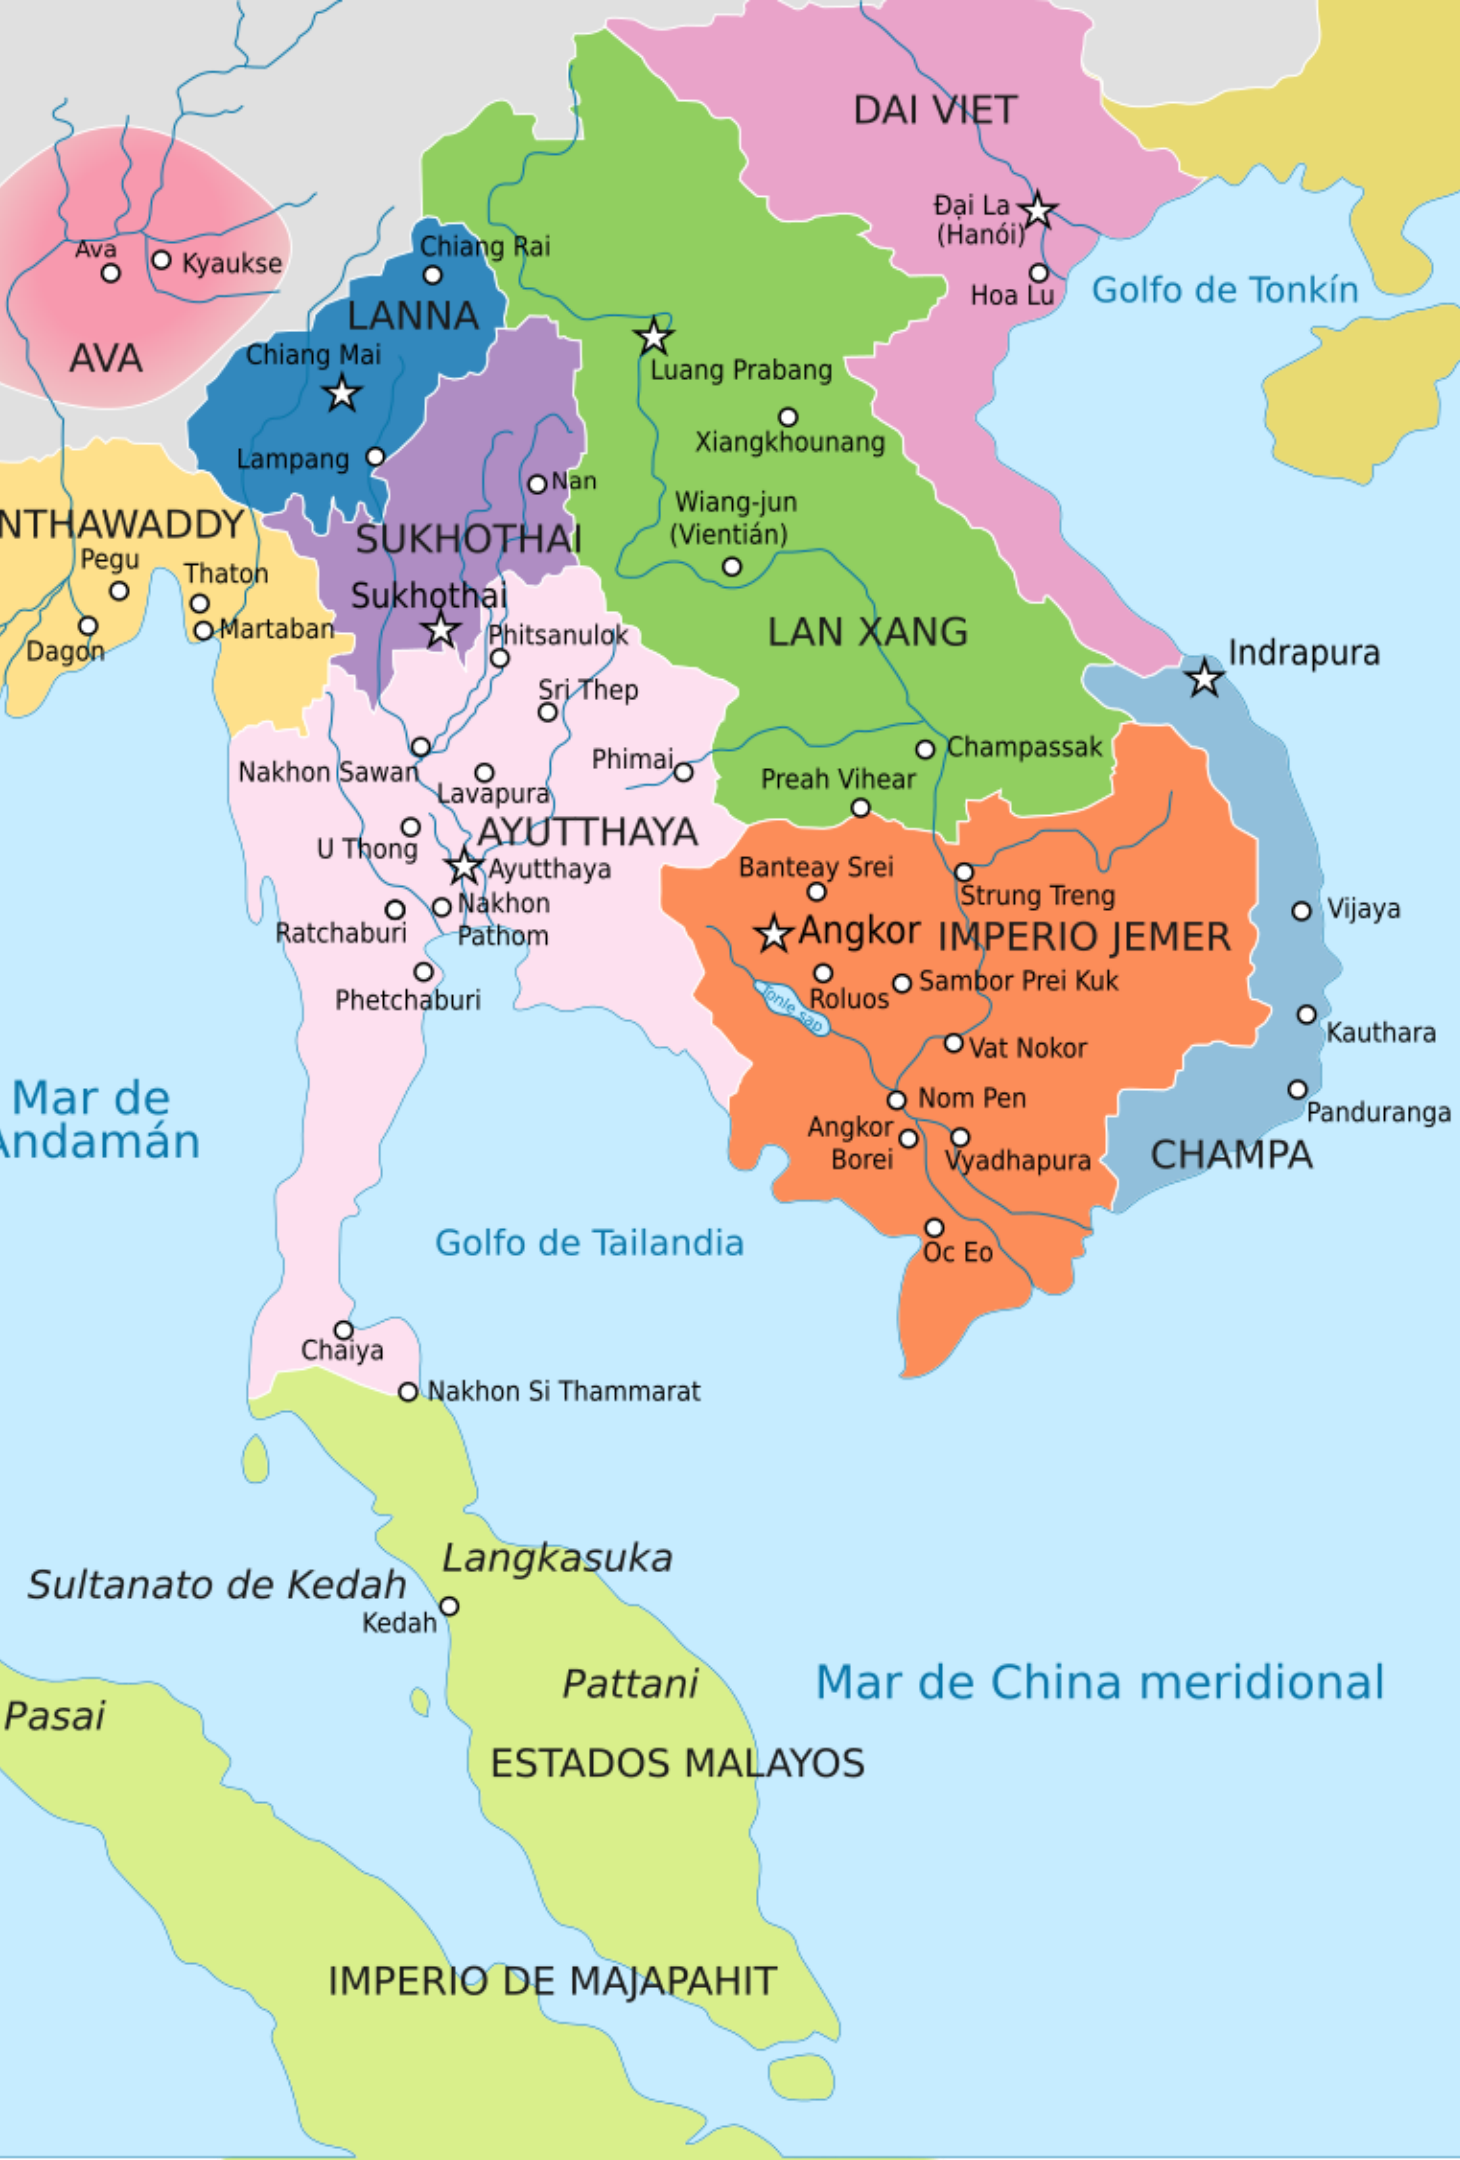 DAI VIET
Đại La
(Hanói)
Hoa Lu
Golfo de Tonkín
Ava
Kyaukse
AVA
Chiang Rai
LANNA
Chiang Mai
Lampang
Luang Prabang
Xiangkhounang
Nan
Wiang-jun
(Vientián)
NTHAWADDY
SUKHOTHAI
Sukhothai
Pegu
Thaton
Martaban
Dagon
Phitsanulok
LAN XANG
Indrapura
Sri Thep
Nakhon Sawan
Phimai
Champassak
Lavapura
Preah Vihear
U Thong
AYUTTHAYA
Ayutthaya
Banteay Srei
Strung Treng
Nakhon
Pathom
Ratchaburi
Angkor
IMPERIO JEMER
Vijaya
Phetchaburi
Roluos
Sambor Prei Kuk
Tonle sap
Kauthara
Vat Nokor
Mar de
Andamán
Nom Pen
Panduranga
Angkor
Borei
Vyadhapura
CHAMPA
Golfo de Tailandia
Oc Eo
Chaiya
Nakhon Si Thammarat
Langkasuka
Sultanato de Kedah
Kedah
Pattani
Mar de China meridional
Pasai
ESTADOS MALAYOS
IMPERIO DE MAJAPAHIT